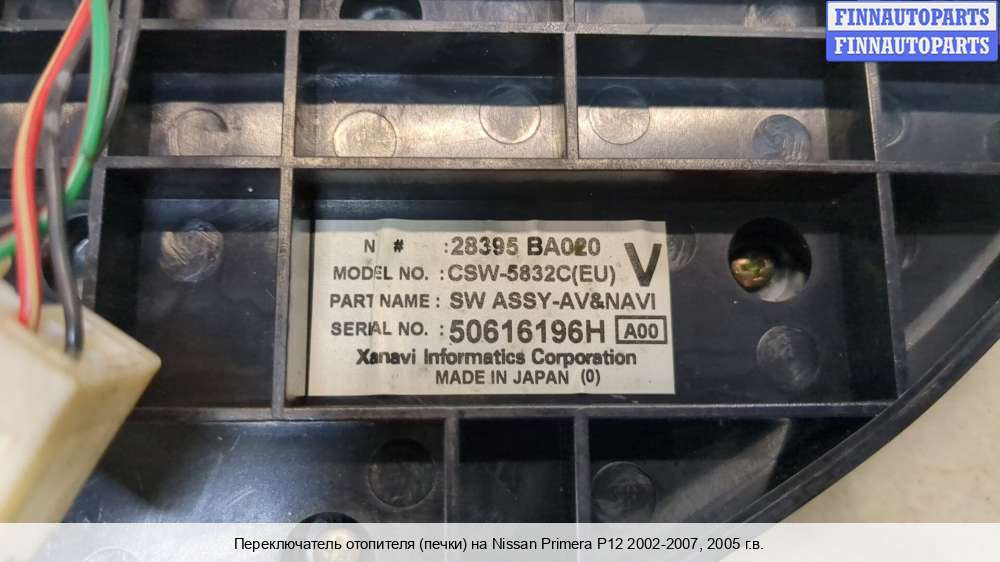 FINNAUTOPARTS
FINNAUTOPARTS
N # : 28395 BA020
MODEL NO. : CSW-5832C(EU) V
PART NAME : SW ASSY-AV&NAVI
SERIAL NO. : 50616196H A00
Xanavi Informatics Corporation
MADE IN JAPAN (0)
Переключатель отопителя (печки) на Nissan Primera P12 2002-2007, 2005 г.в.